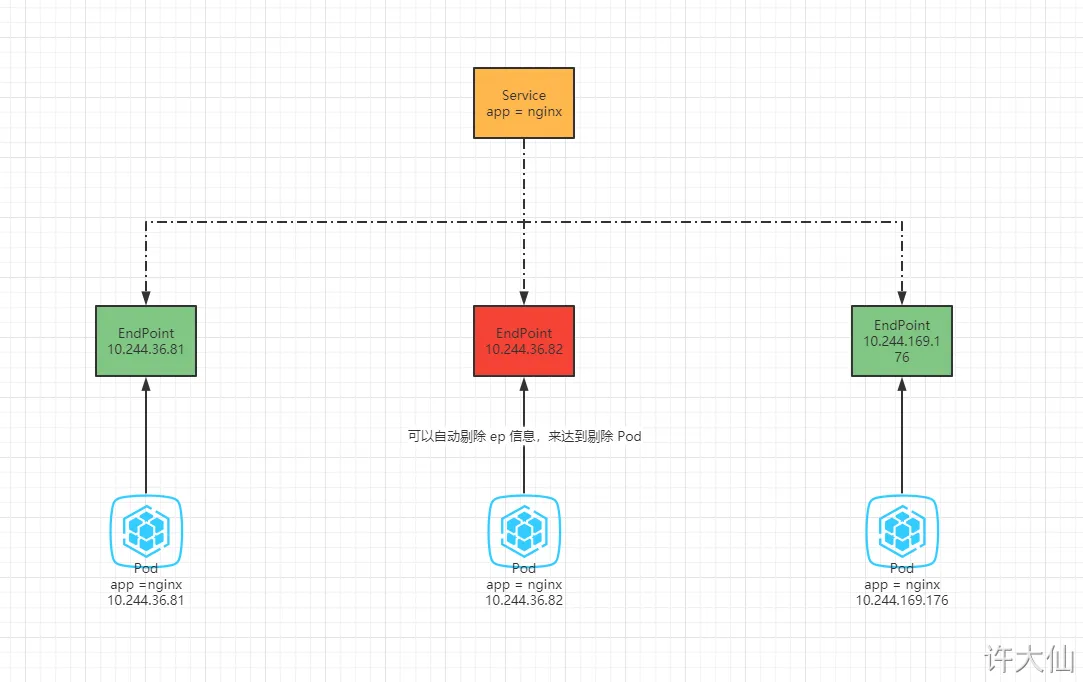 Service
app = nginx
EndPoint
10.244.36.81
EndPoint
10.244.36.82
EndPoint
10.244.169.1
76
可以自动剔除 ep 信息，来达到剔除 Pod
Pod
app =nginx
10.244.36.81
Pod
app = nginx
10.244.36.82
Pod
app = nginx
10.244.169.176
许大仙